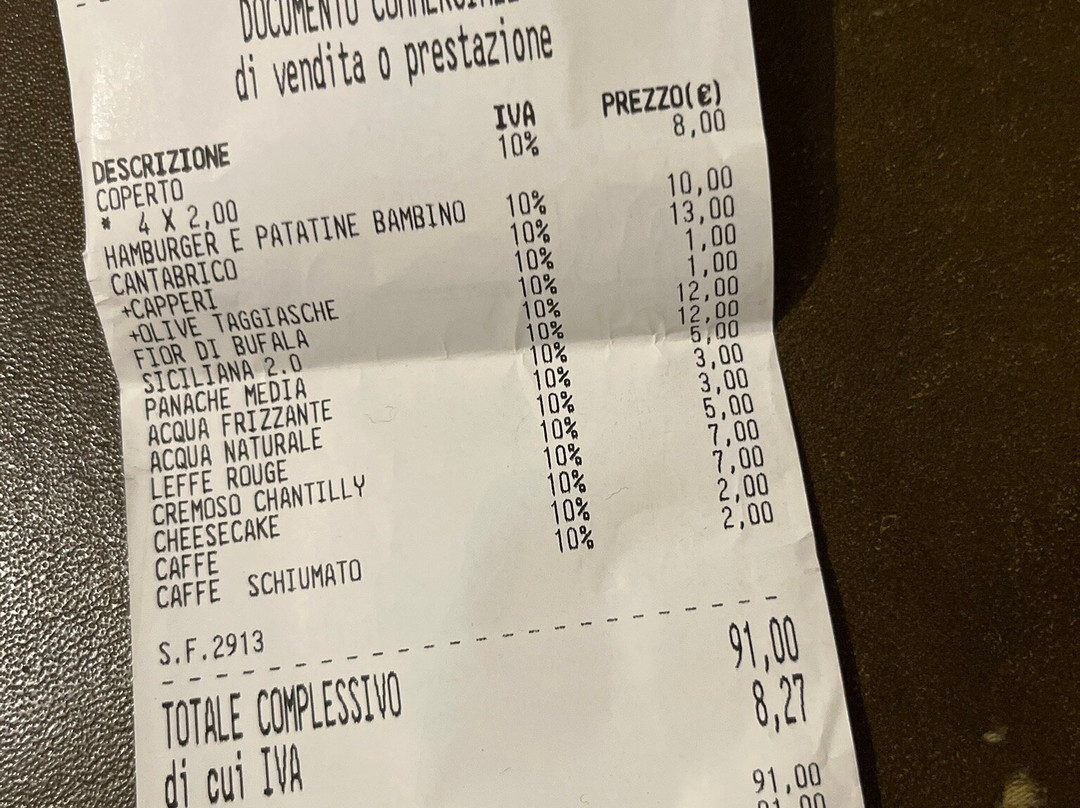 DOCUMENTO COMMERCIALE
di vendita o prestazione
DESCRIZIONE IVA PREZZO(€)
COPERTO 10% 8,00
* 4 X 2,00
HAMBURGER E PATATINE BAMBINO 10% 10,00
CANTABRICO 10% 13,00
+CAPPERI 10% 1,00
+OLIVE TAGGIASCHE 10% 1,00
FIOR DI BUFALA 10% 12,00
SICILIANA 2.0 10% 12,00
PANACHE MEDIA 10% 5,00
ACQUA FRIZZANTE 10% 3,00
ACQUA NATURALE 10% 3,00
LEFFE ROUGE 10% 5,00
CREMOSO CHANTILLY 10% 7,00
CHEESECAKE 10% 7,00
CAFFE 10% 2,00
CAFFE SCHIUMATO 10% 2,00
S.F.2913
TOTALE COMPLESSIVO 91,00
di cui IVA 8,27
91,00
91,00